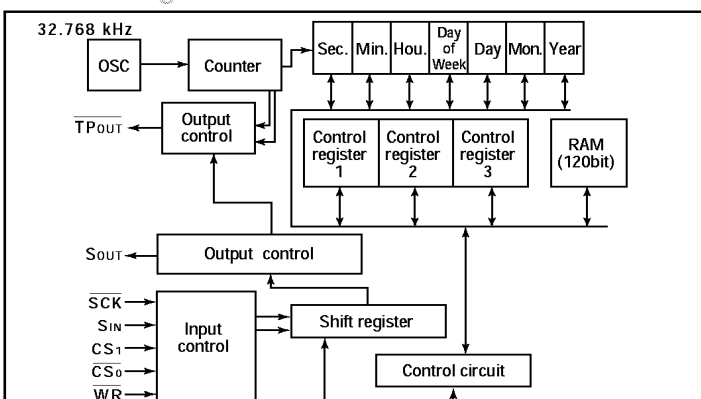 32.768 kHz
OSC
Counter
Sec.
Min.
Hou.
Day
of
Week
Day
Mon.
Year
TPOUT
Output
control
Control
register
1
Control
register
2
Control
register
3
RAM
(120bit)
SOUT
Output control
SCK
SIN
CS1
CS0
WR
Input
control
Shift register
Control circuit